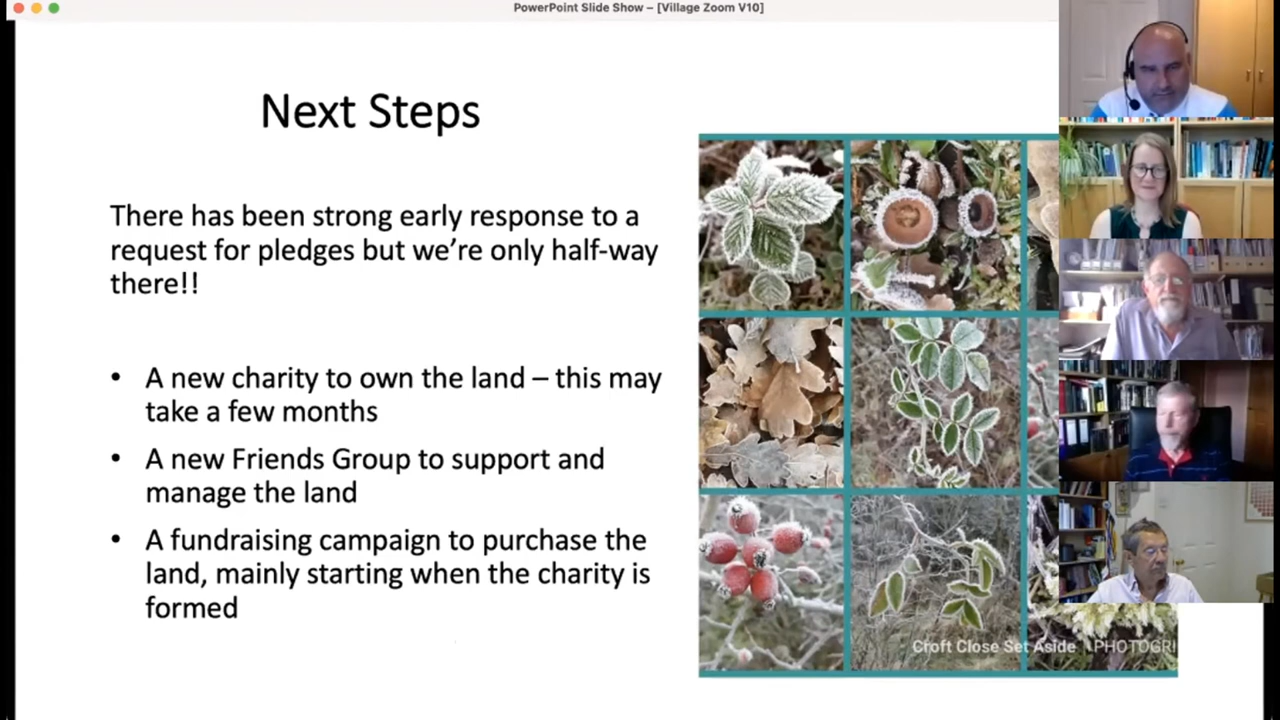 PowerPoint Slide Show – [Village Zoom V10]
Next Steps
There has been strong early response to a
request for pledges but we’re only half-way
there!!
• A new charity to own the land – this may
take a few months
• A new Friends Group to support and
manage the land
• A fundraising campaign to purchase the
land, mainly starting when the charity is
formed
Croft Close Set Aside \ PHOTOGRI